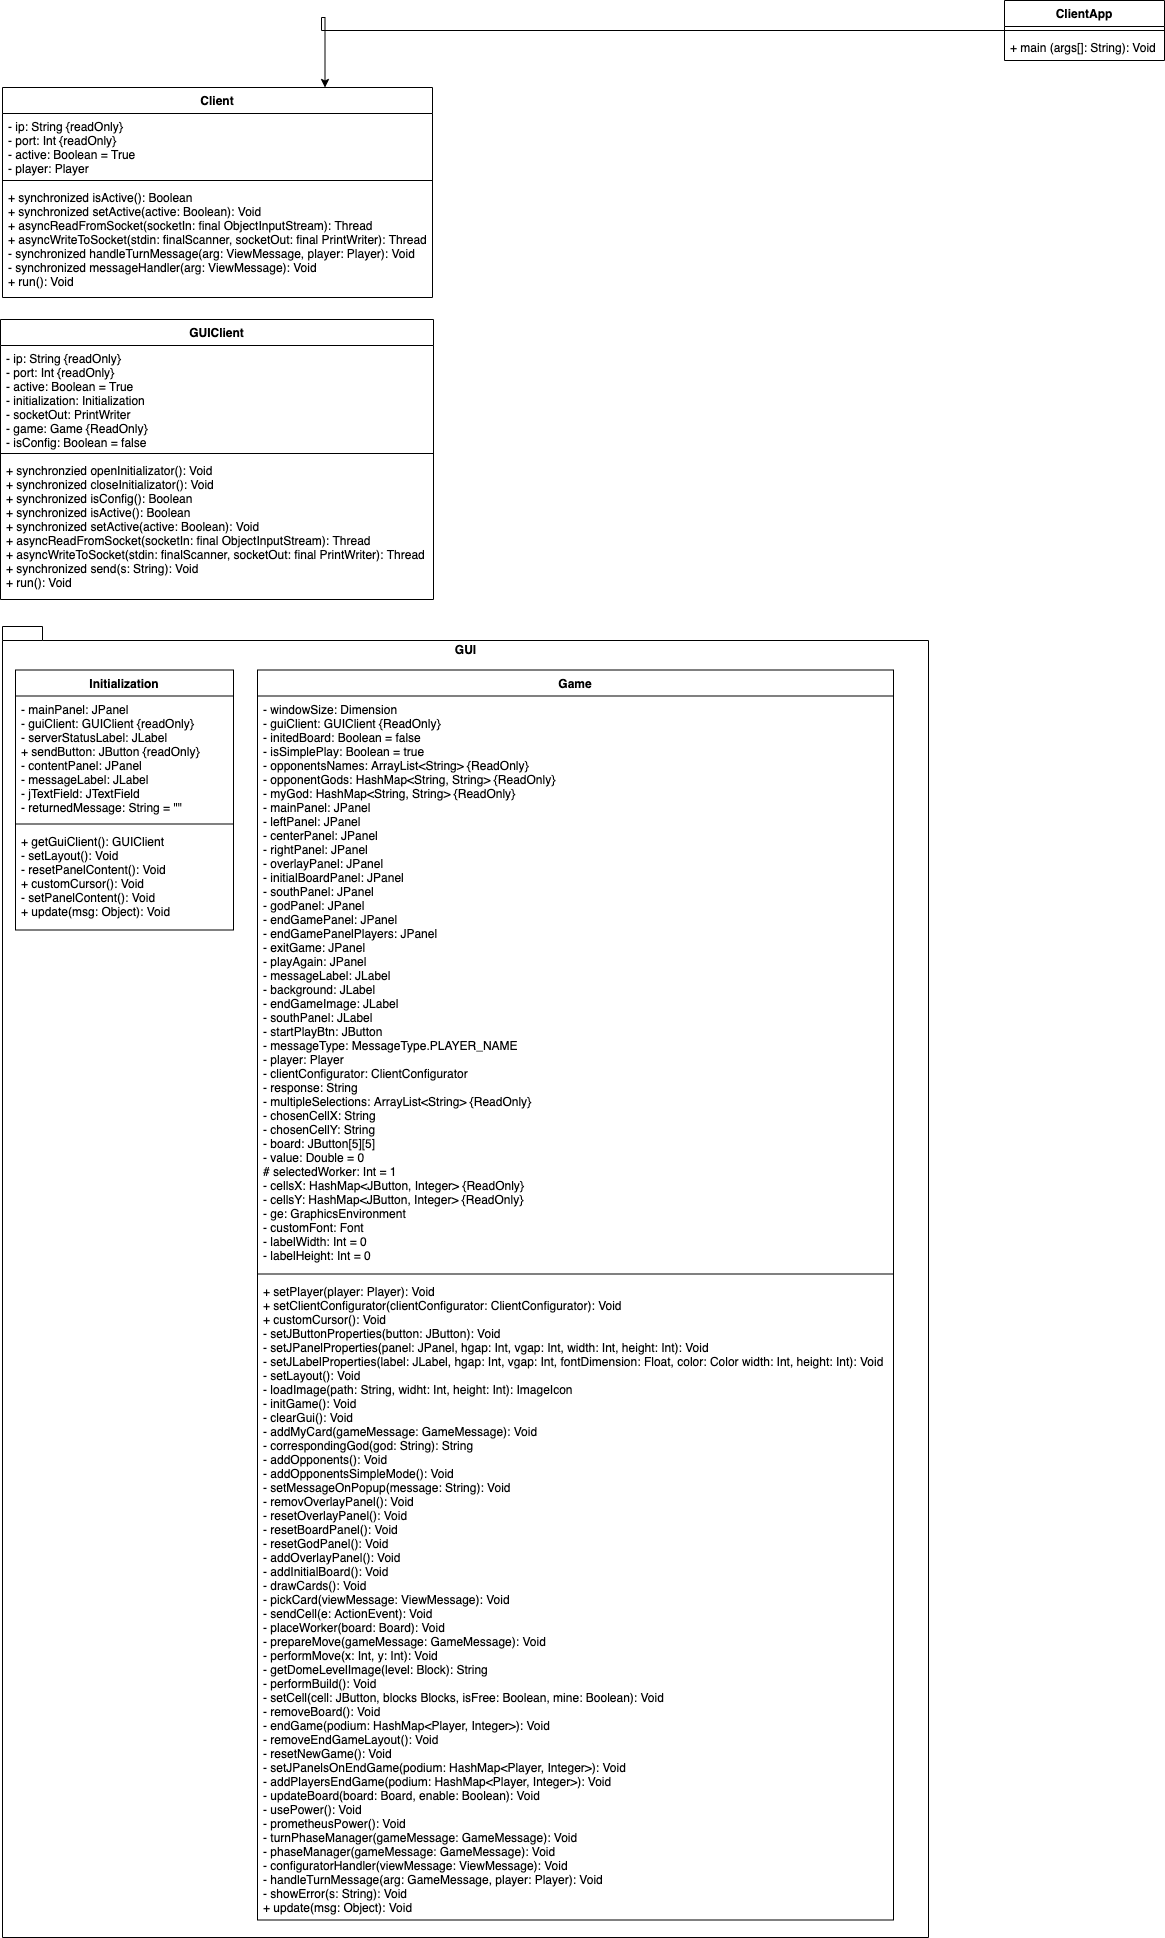 ClientApp
+ main (args[]: String): Void
Client
- ip: String {readOnly}
- port: Int {readOnly}
- active: Boolean = True
- player: Player
+ synchronized isActive(): Boolean
+ synchronized setActive(active: Boolean): Void
+ asyncReadFromSocket(socketIn: final ObjectInputStream): Thread
+ asyncWriteToSocket(stdin: finalScanner, socketOut: final PrintWriter): Thread
- synchronized handleTurnMessage(arg: ViewMessage, player: Player): Void
- synchronized messageHandler(arg: ViewMessage): Void
+ run(): Void
GUIClient
- ip: String {readOnly}
- port: Int {readOnly}
- active: Boolean = True
- initialization: Initialization
- socketOut: PrintWriter
- game: Game {ReadOnly}
- isConfig: Boolean = false
+ synchronzied openInitializator(): Void
+ synchronized closeInitializator(): Void
+ synchronized isConfig(): Boolean
+ synchronized isActive(): Boolean
+ synchronized setActive(active: Boolean): Void
+ asyncReadFromSocket(socketIn: final ObjectInputStream): Thread
+ asyncWriteToSocket(stdin: finalScanner, socketOut: final PrintWriter): Thread
+ synchronized send(s: String): Void
+ run(): Void
GUI
Initialization
- mainPanel: JPanel
- guiClient: GUIClient {readOnly}
- serverStatusLabel: JLabel
+ sendButton: JButton {readOnly}
- contentPanel: JPanel
- messageLabel: JLabel
- jTextField: JTextField
- returnedMessage: String = ""
+ getGuiClient(): GUIClient
- setLayout(): Void
- resetPanelContent(): Void
+ customCursor(): Void
- setPanelContent(): Void
+ update(msg: Object): Void
Game
- windowSize: Dimension
- guiClient: GUIClient {ReadOnly}
- initedBoard: Boolean = false
- isSimplePlay: Boolean = true
- opponentsNames: ArrayList<String> {ReadOnly}
- opponentGods: HashMap<String, String> {ReadOnly}
- myGod: HashMap<String, String> {ReadOnly}
- mainPanel: JPanel
- leftPanel: JPanel
- centerPanel: JPanel
- rightPanel: JPanel
- overlayPanel: JPanel
- initialBoardPanel: JPanel
- southPanel: JPanel
- godPanel: JPanel
- endGamePanel: JPanel
- endGamePanelPlayers: JPanel
- exitGame: JPanel
- playAgain: JPanel
- messageLabel: JLabel
- background: JLabel
- endGameImage: JLabel
- southPanel: JLabel
- startPlayBtn: JButton
- messageType: MessageType.PLAYER_NAME
- player: Player
- clientConfigurator: ClientConfigurator
- response: String
- multipleSelections: ArrayList<String> {ReadOnly}
- chosenCellX: String
- chosenCellY: String
- board: JButton[5][5]
- value: Double = 0
# selectedWorker: Int = 1
- cellsX: HashMap<JButton, Integer> {ReadOnly}
- cellsY: HashMap<JButton, Integer> {ReadOnly}
- ge: GraphicsEnvironment
- customFont: Font
- labelWidth: Int = 0
- labelHeight: Int = 0
+ setPlayer(player: Player): Void
+ setClientConfigurator(clientConfigurator: ClientConfigurator): Void
+ customCursor(): Void
- setJButtonProperties(button: JButton): Void
- setJPanelProperties(panel: JPanel, hgap: Int, vgap: Int, width: Int, height: Int): Void
- setJLabelProperties(label: JLabel, hgap: Int, vgap: Int, fontDimension: Float, color: Color width: Int, height: Int): Void
- setLayout(): Void
- loadImage(path: String, widht: Int, height: Int): ImageIcon
- initGame(): Void
- clearGui(): Void
- addMyCard(gameMessage: GameMessage): Void
- correspondingGod(god: String): String
- addOpponents(): Void
- addOpponentsSimpleMode(): Void
- setMessageOnPopup(message: String): Void
- removOverlayPanel(): Void
- resetOverlayPanel(): Void
- resetBoardPanel(): Void
- resetGodPanel(): Void
- addOverlayPanel(): Void
- addInitialBoard(): Void
- drawCards(): Void
- pickCard(viewMessage: ViewMessage): Void
- sendCell(e: ActionEvent): Void
- placeWorker(board: Board): Void
- prepareMove(gameMessage: GameMessage): Void
- performMove(x: Int, y: Int): Void
- getDomeLevelImage(level: Block): String
- performBuild(): Void
- setCell(cell: JButton, blocks Blocks, isFree: Boolean, mine: Boolean): Void
- removeBoard(): Void
- endGame(podium: HashMap<Player, Integer>): Void
- removeEndGameLayout(): Void
- resetNewGame(): Void
- setJPanelsOnEndGame(podium: HashMap<Player, Integer>): Void
- addPlayersEndGame(podium: HashMap<Player, Integer>): Void
- updateBoard(board: Board, enable: Boolean): Void
- usePower(): Void
- prometheusPower(): Void
- turnPhaseManager(gameMessage: GameMessage): Void
- phaseManager(gameMessage: GameMessage): Void
- configuratorHandler(viewMessage: ViewMessage): Void
- handleTurnMessage(arg: GameMessage, player: Player): Void
- showError(s: String): Void
+ update(msg: Object): Void